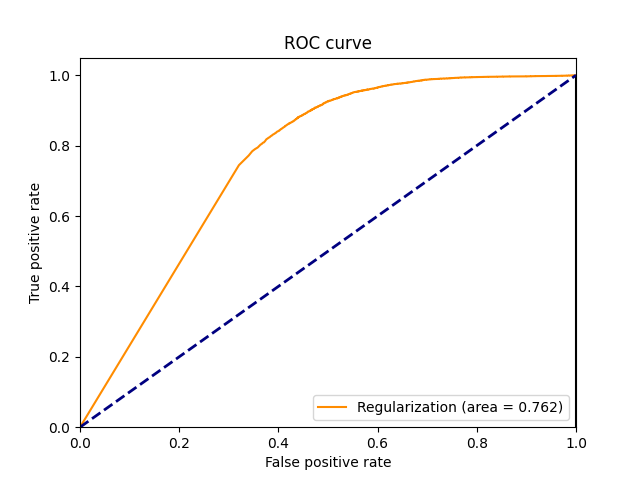 ROC curve
True positive rate
1.0
0.8
0.6
0.4
0.2
0.0
Regularization (area = 0.762)
0.0 0.2 0.4 0.6 0.8 1.0
False positive rate